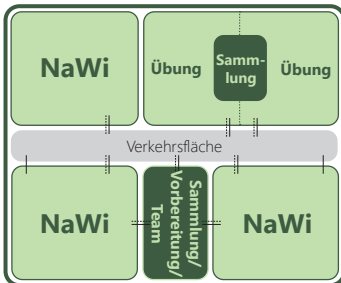 NaWi
Übung
Samm-
lung
Übung
Verkehrsfläche
NaWi
Sammlung/
Vorbereitung/
Team
NaWi